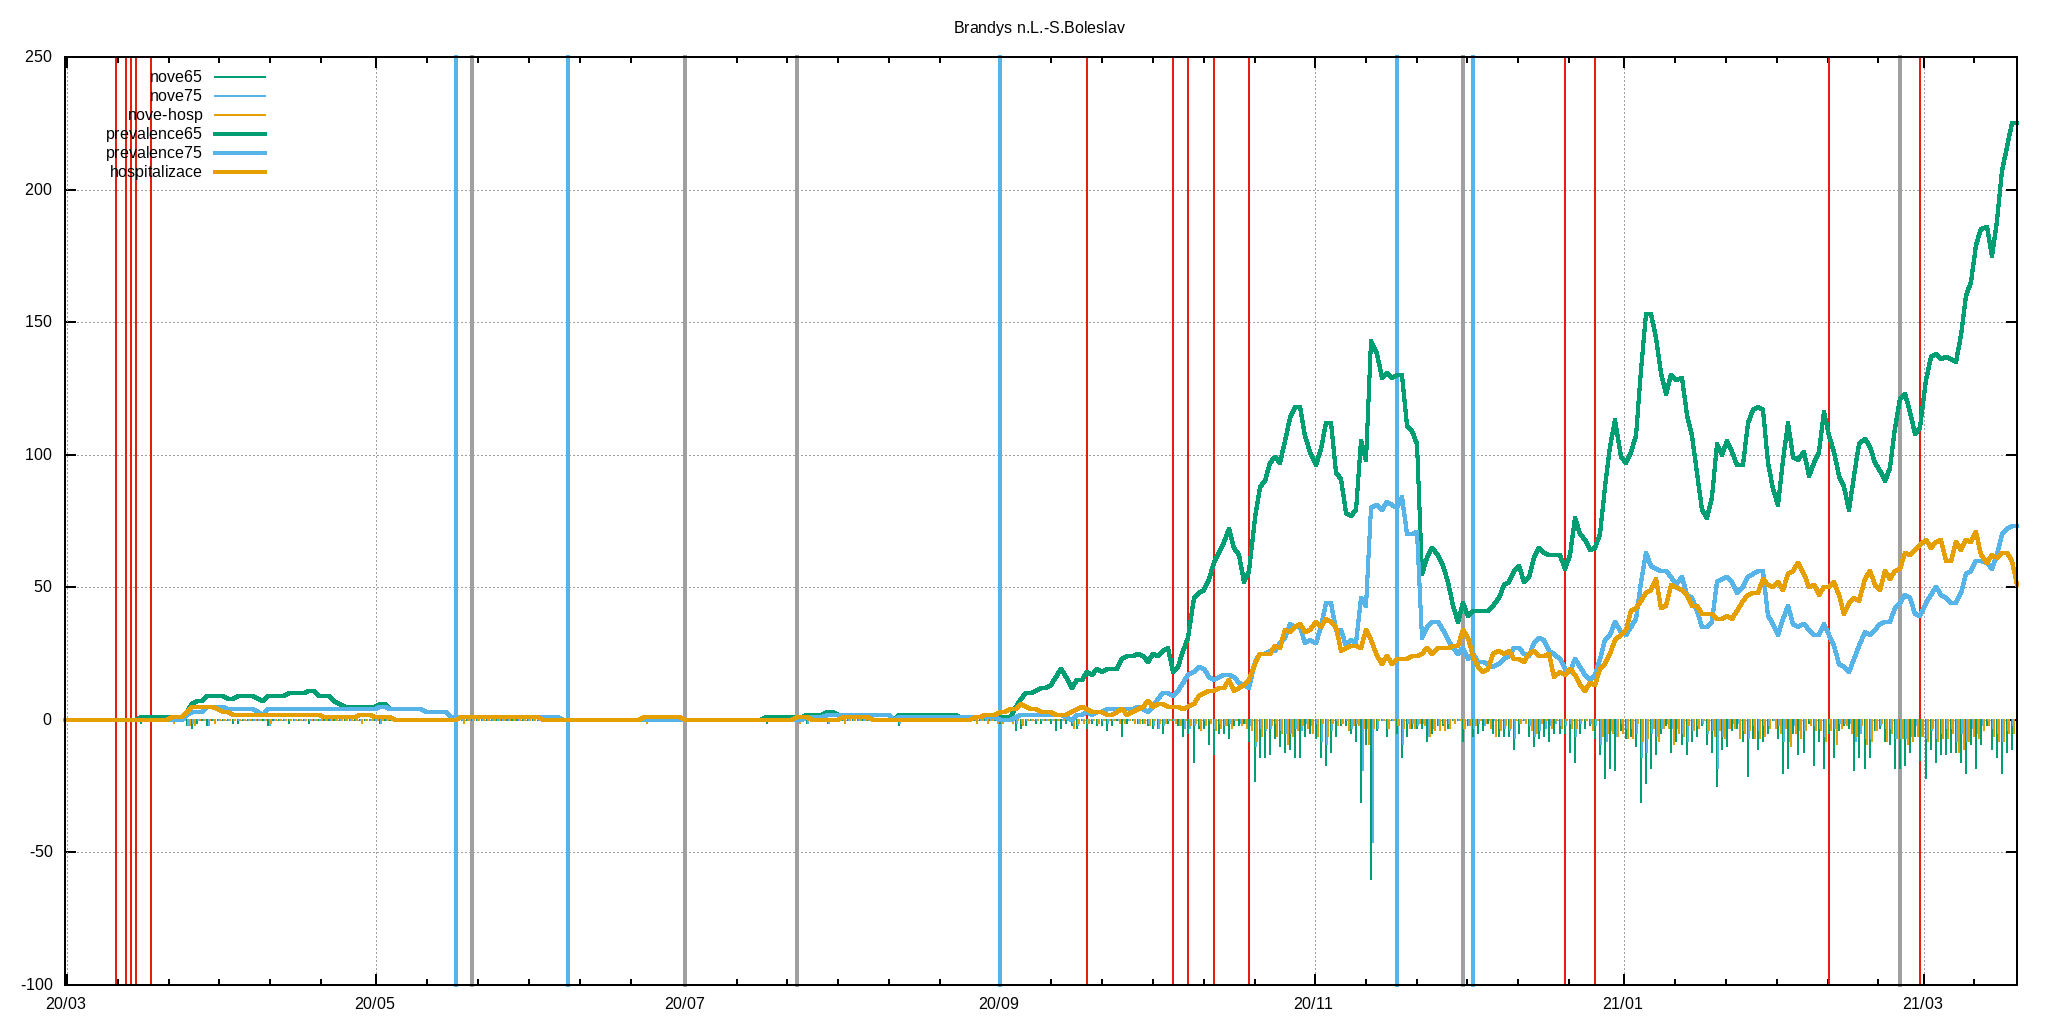 Brandys n.L.-S.Boleslav
250
nove65
nove75
nove-hosp
prevalence65
prevalence75
hospitalizace
200
150
100
50
0
-50
-100
20/03 20/05 20/07 20/09 20/11 21/01 21/03